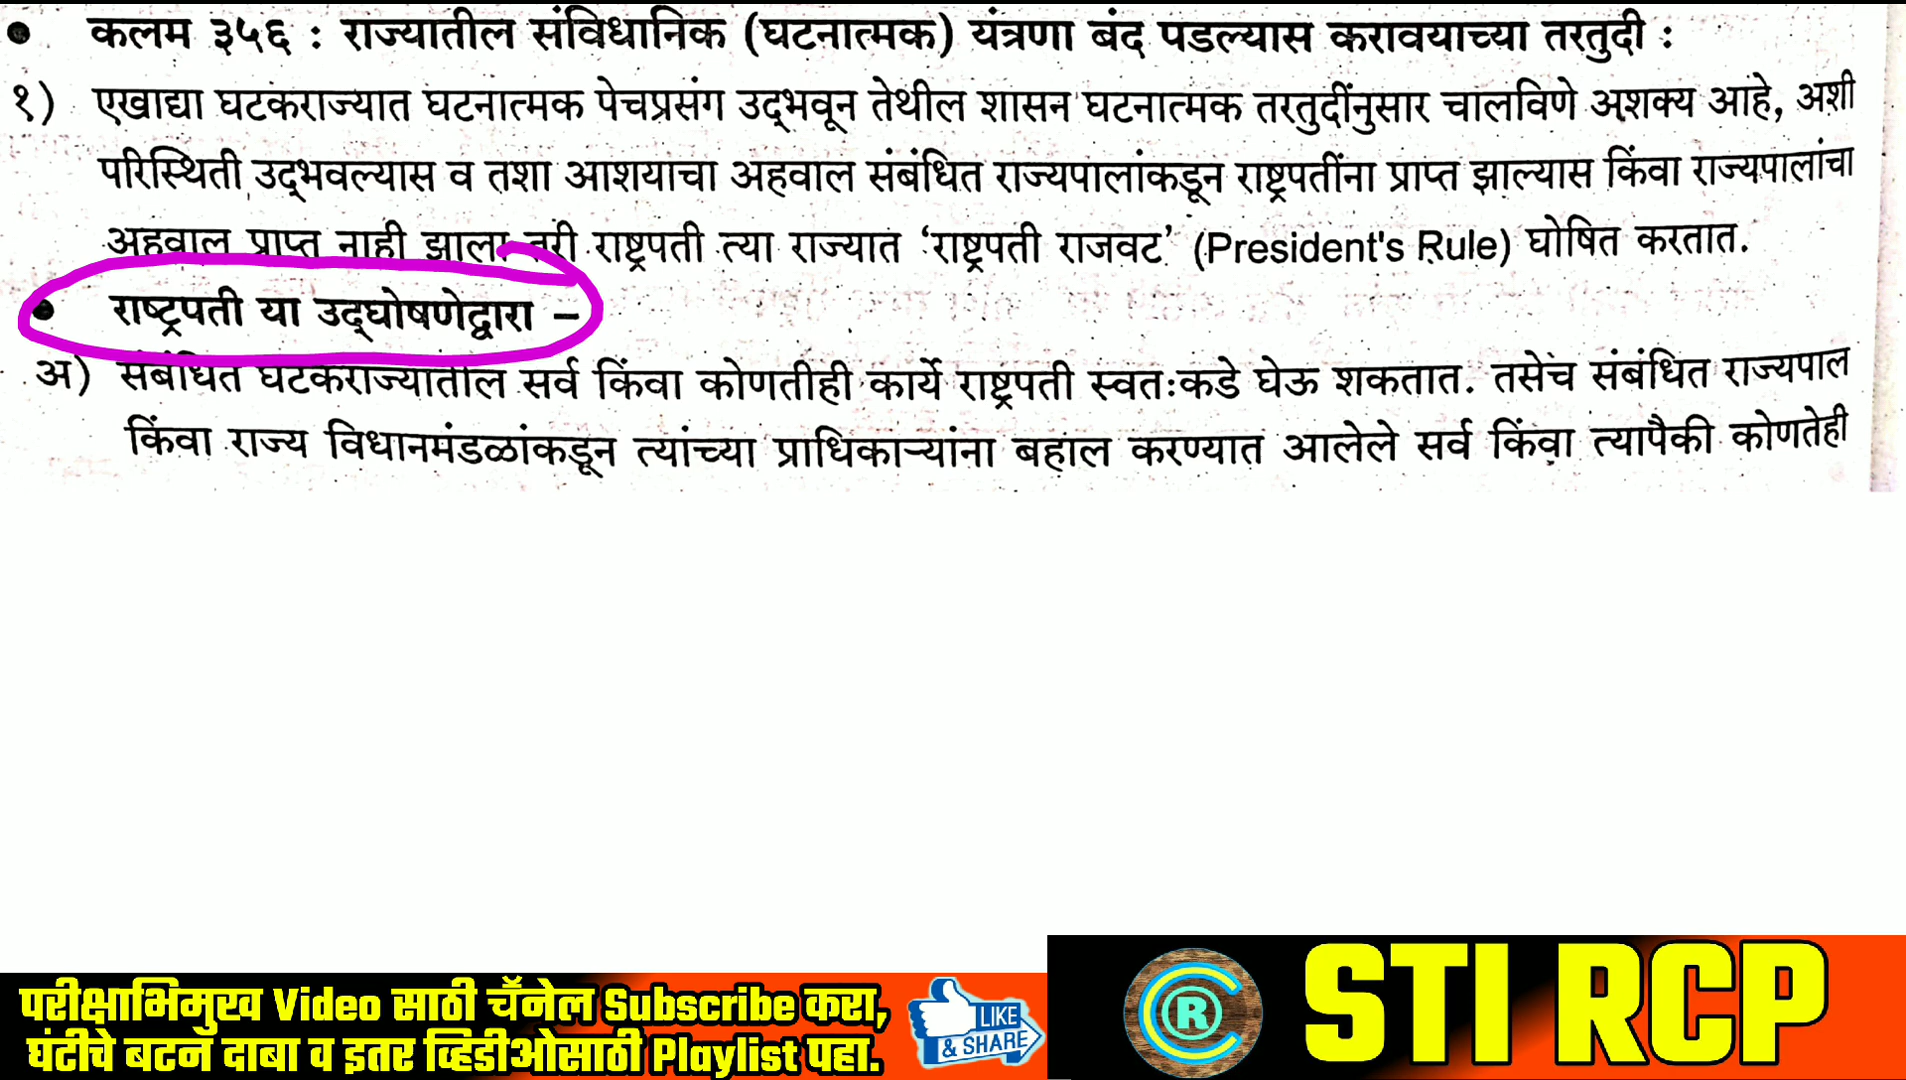 • कलम ३५६ : राज्यातील संविधानिक (घटनात्मक) यंत्रणा बंद पडल्यास करावयाच्या तरतुदी :
१) एखाद्या घटकराज्यात घटनात्मक पेचप्रसंग उद्‌भवून तेथील शासन घटनात्मक तरतुदींनुसार चालविणे अशक्य आहे, अशी
परिस्थिती उद्‌भवल्यास व तशा आशयाचा अहवाल संबंधित राज्यपालांकडून राष्ट्रपतींना प्राप्त झाल्यास किंवा राज्यपालांचा
अहवाल प्राप्त नाही झाला तरी राष्ट्रपती त्या राज्यात ‘राष्ट्रपती राजवट’ (President's Rule) घोषित करतात.
• राष्ट्रपती या उद्‌घोषणेद्वारा –
अ) संबंधित घटकराज्यातील सर्व किंवा कोणतीही कार्ये राष्ट्रपती स्वतःकडे घेऊ शकतात. तसेच संबंधित राज्यपाल
किंवा राज्य विधानमंडळांकडून त्यांच्या प्राधिकाऱ्यांना बहाल करण्यात आलेले सर्व किंवा त्यापैकी कोणतेही
परीक्षाभिमुख Video साठी चॅनेल Subscribe करा,
घंटीचे बटन दाबा व इतर व्हिडीओसाठी Playlist पहा.
LIKE
& SHARE
R
STI RCP